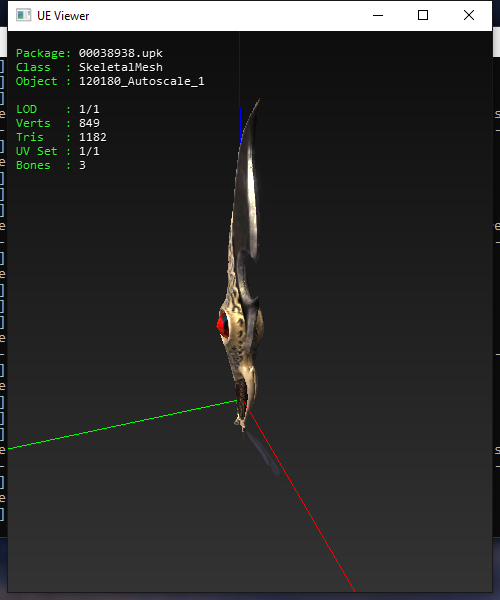 UE Viewer
Package: 00038938.upk
Class  : SkeletalMesh
Object : 120180_Autoscale_1
LOD    : 1/1
Verts  : 849
Tris   : 1182
UV Set : 1/1
Bones  : 3